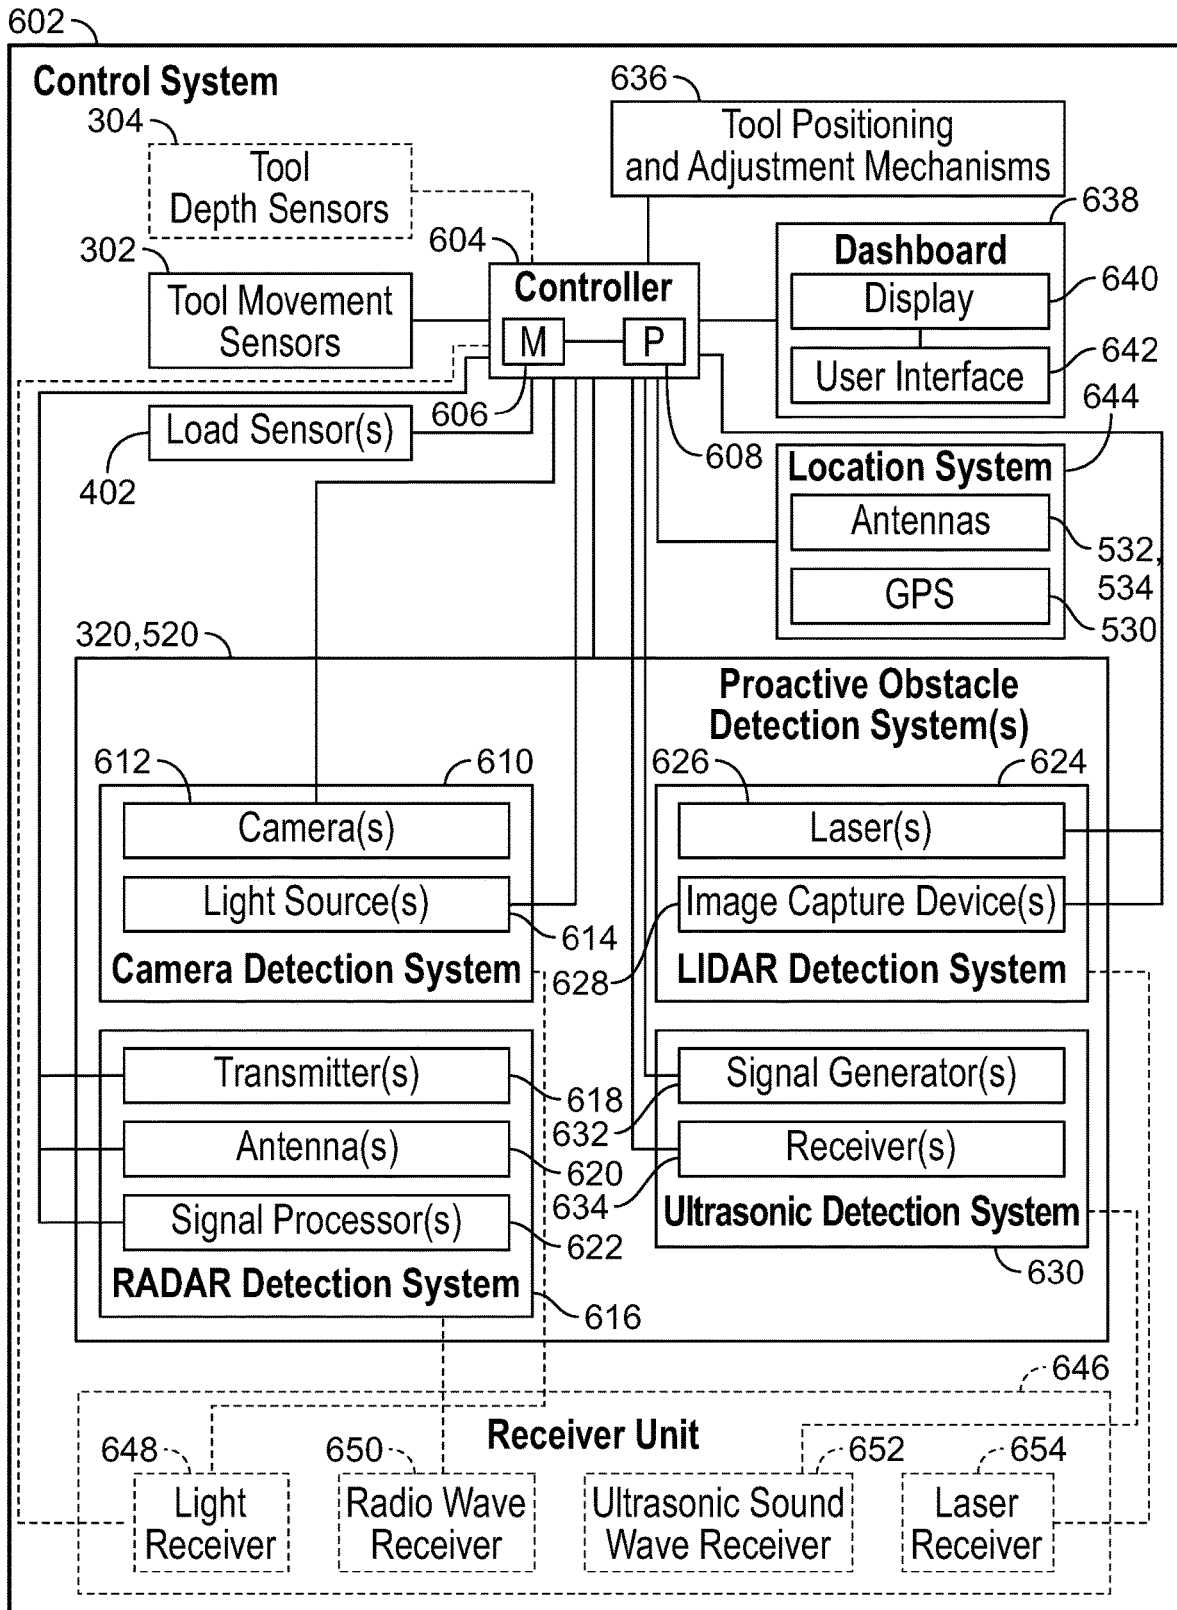 602
Control System
304
Tool
Depth Sensors
636
Tool Positioning
and Adjustment Mechanisms
302
Tool Movement
Sensors
604
Controller
M
P
606
608
638
Dashboard
Display
640
User Interface
642
Load Sensor(s)
402
644
Location System
Antennas
532,
534
GPS
530
320,520
Proactive Obstacle
Detection System(s)
612
610
Camera(s)
Light Source(s)
614
Camera Detection System
626
624
Laser(s)
Image Capture Device(s)
628
LIDAR Detection System
Transmitter(s)
618
Antenna(s)
620
Signal Processor(s)
622
RADAR Detection System
616
Signal Generator(s)
632
Receiver(s)
634
Ultrasonic Detection System
630
646
Receiver Unit
648
Light
Receiver
650
Radio Wave
Receiver
652
Ultrasonic Sound
Wave Receiver
654
Laser
Receiver